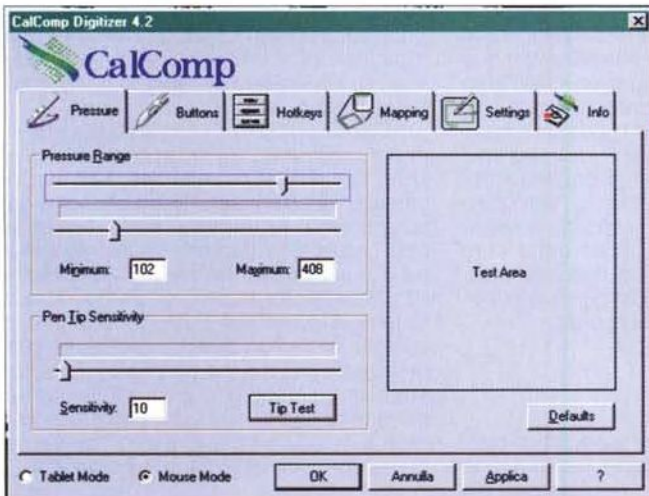 CalComp Digitizer 4.2
CalComp
Pressure Buttons Hotkeys Mapping Settings Info
Pressure Range
Minimum: 102 Maximum: 408
Test Area
Pen Tip Sensitivity
Sensitivity: 10 Tip Test
Defaults
Tablet Mode Mouse Mode OK Annulla Applica ?